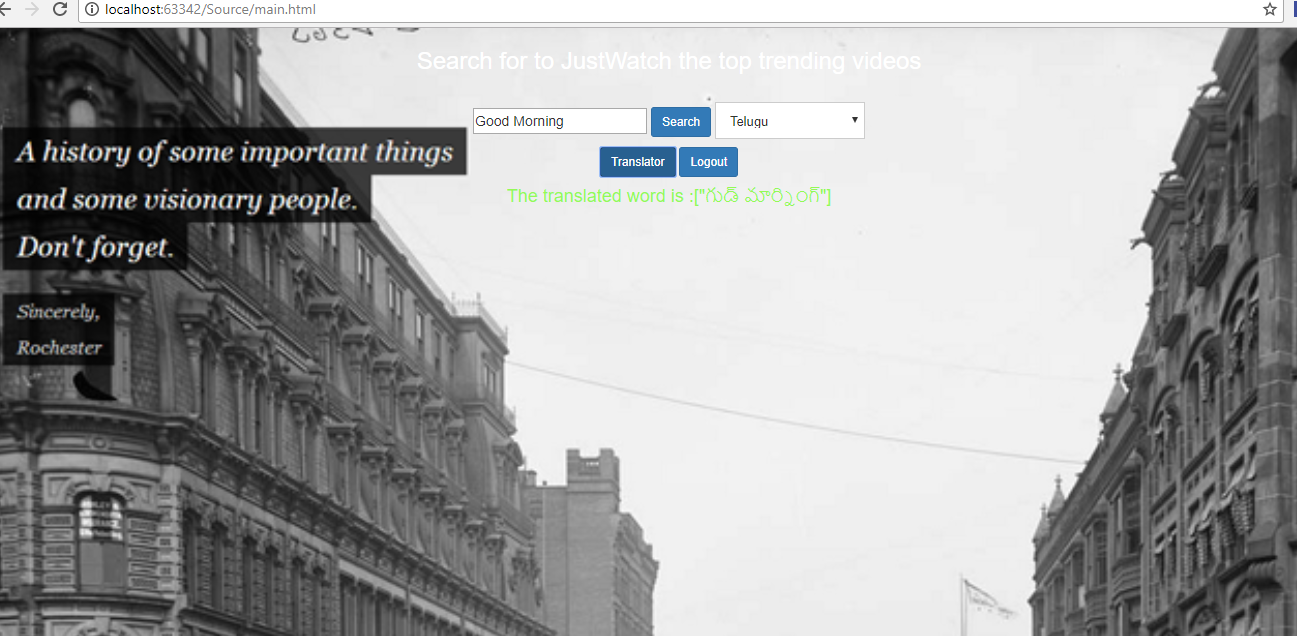 localhost:63342/Source/main.html
Search for to JustWatch the top trending videos
Good Morning Search Telugu
Translator Logout
The translated word is :["గుడ్ మార్నింగ్"]
A history of some important things
and some visionary people.
Don't forget.
Sincerely,
Rochester